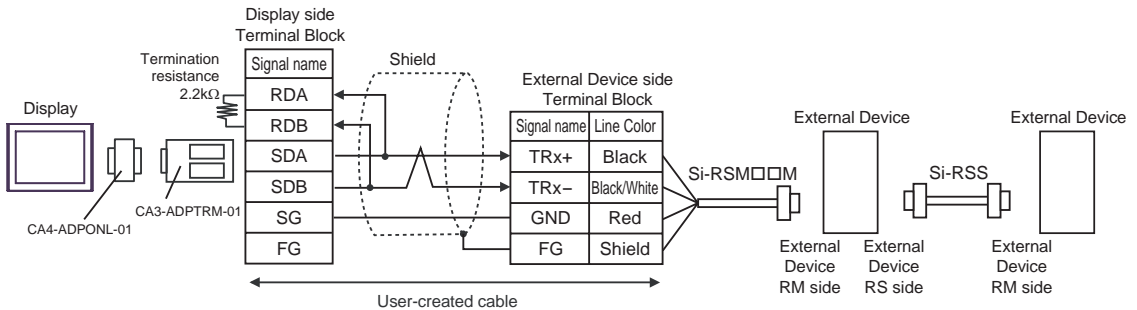 Display side
Terminal Block
Termination
resistance
2.2kΩ
Signal name
RDA
RDB
SDA
SDB
SG
FG
Shield
External Device side
Terminal Block
Signal name Line Color
TRx+ Black
TRx− Black/White
GND Red
FG Shield
Display
CA4-ADPONL-01
CA3-ADPTRM-01
User-created cable
Si-RSM□□M
External Device
Si-RSS
External Device
External
Device
RM side
External
Device
RS side
External
Device
RM side